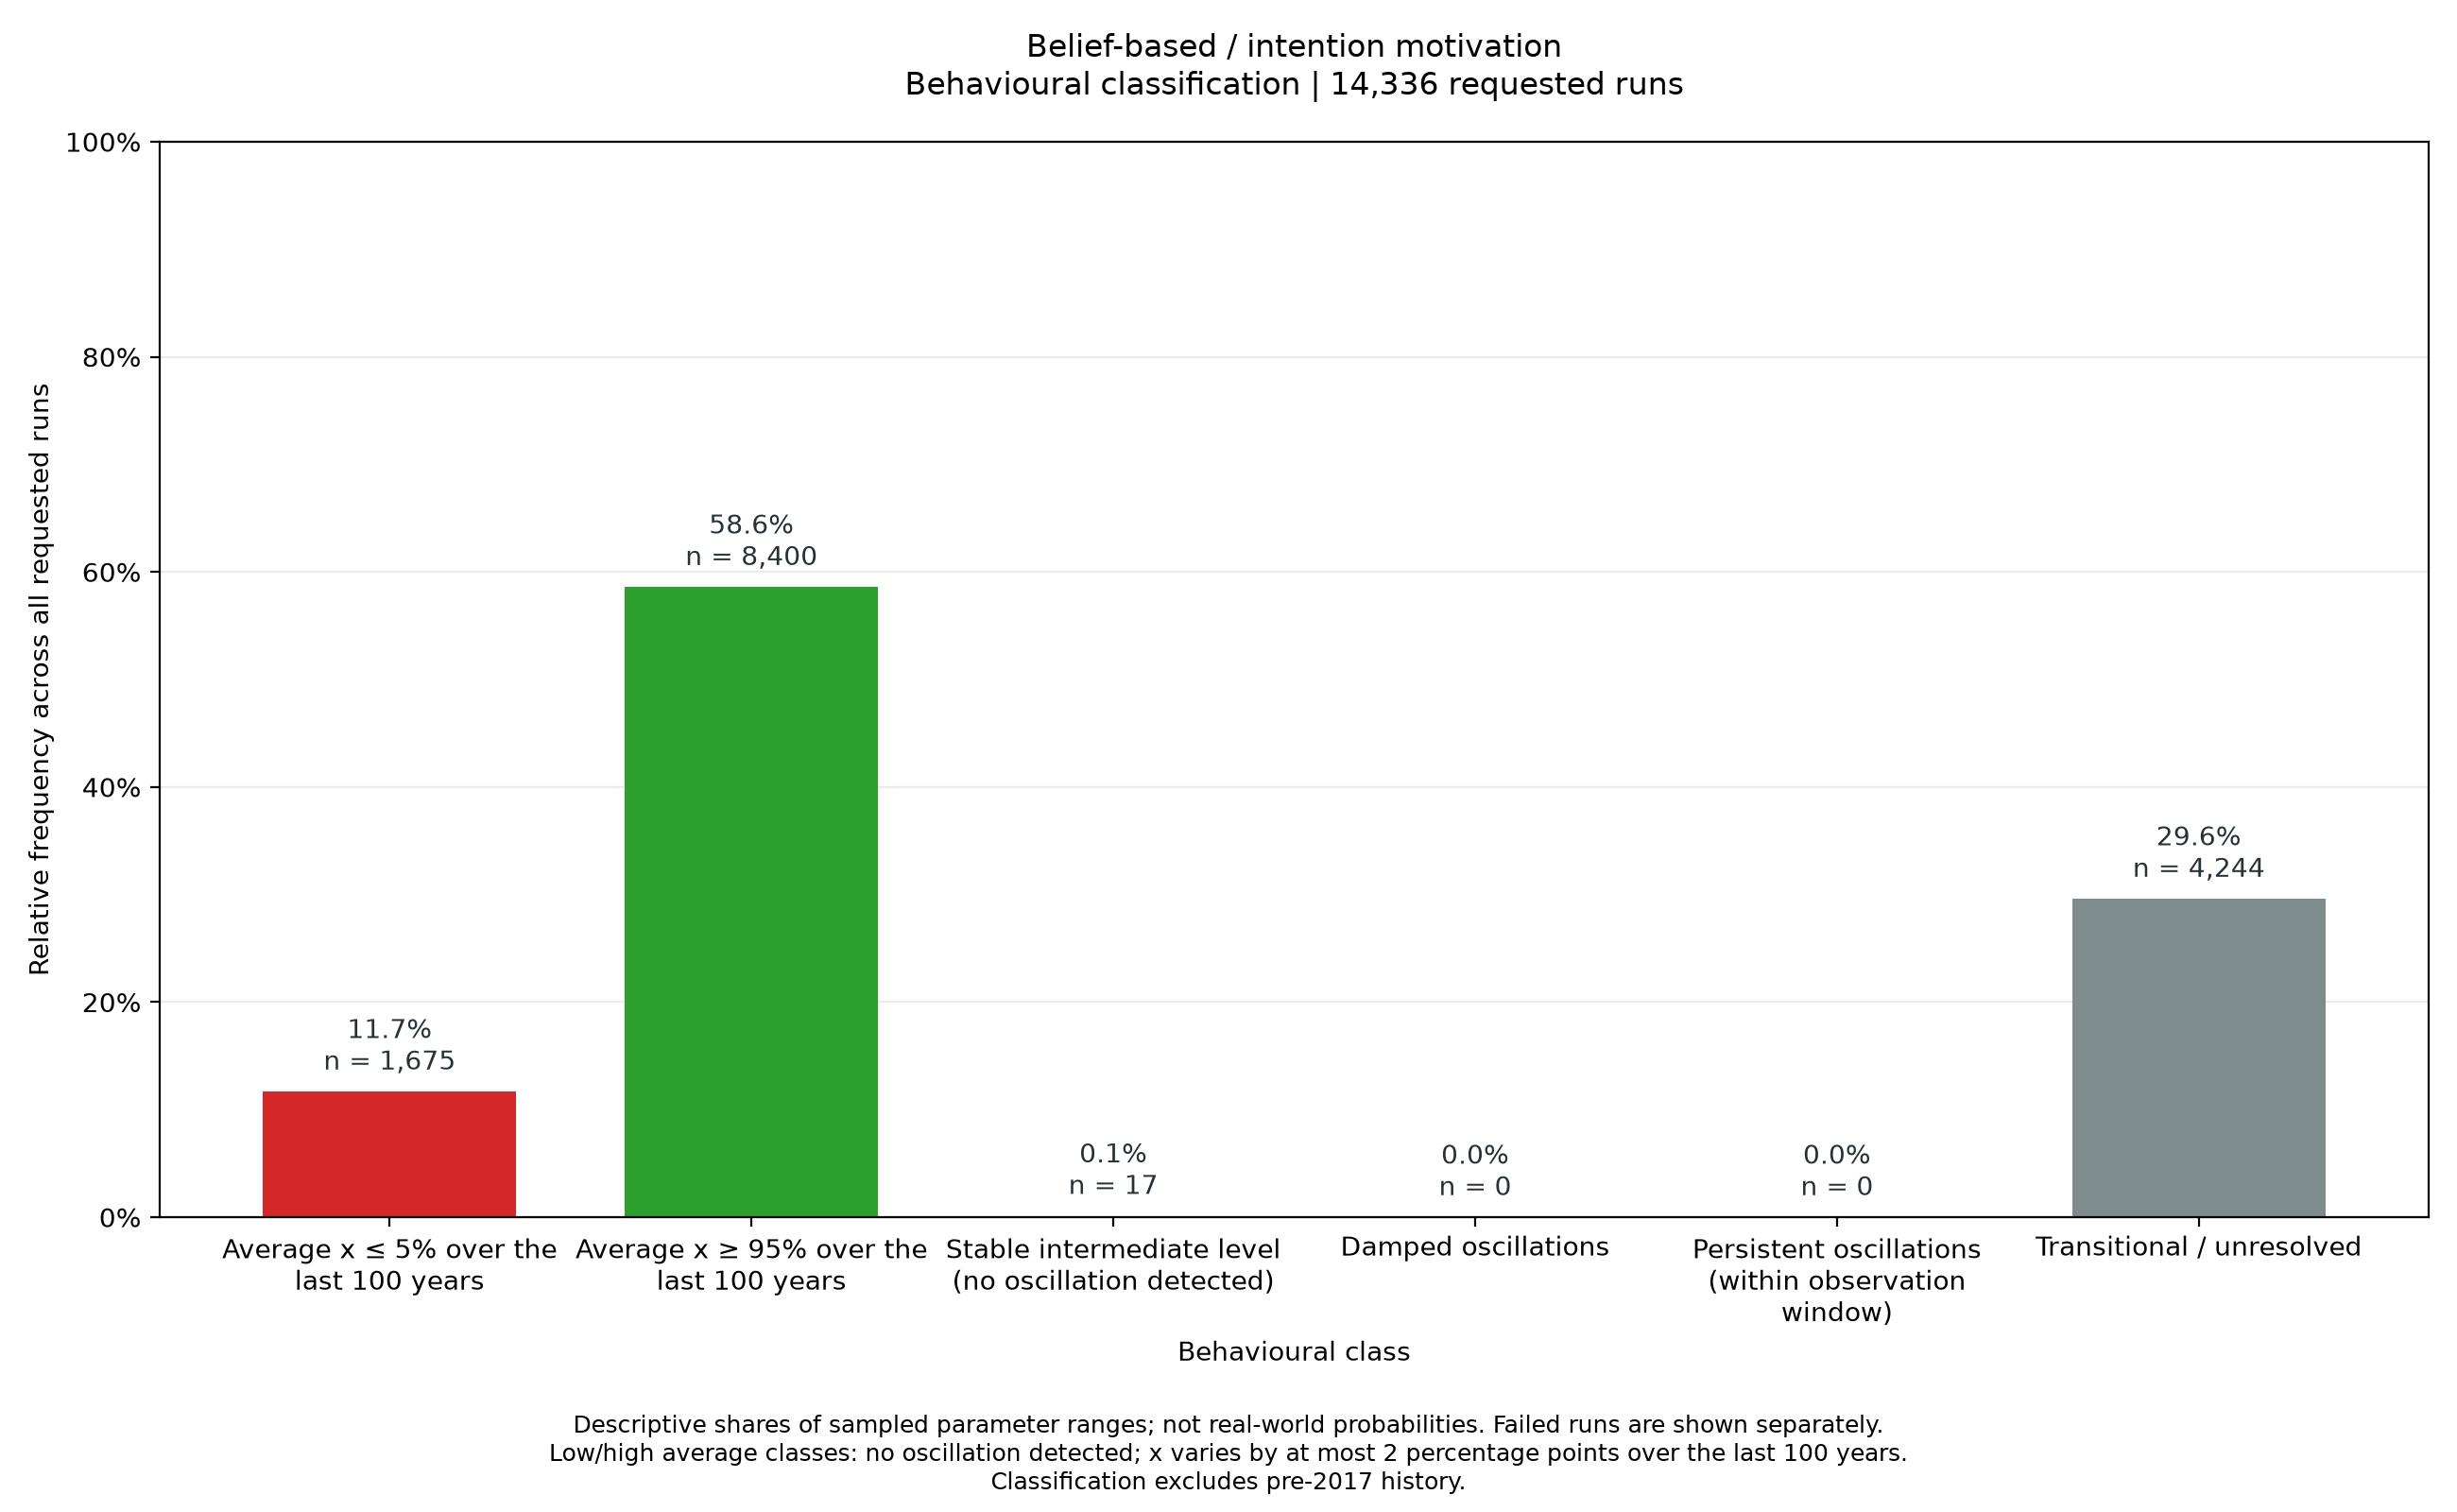 Belief-based / intention motivation
Behavioural classification | 14,336 requested runs
Relative frequency across all requested runs
100%
80%
60%
40%
20%
0%
11.7%
n = 1,675
58.6%
n = 8,400
0.1%
n = 17
0.0%
n = 0
0.0%
n = 0
29.6%
n = 4,244
Average x ≤ 5% over the
last 100 years
Average x ≥ 95% over the
last 100 years
Stable intermediate level
(no oscillation detected)
Damped oscillations
Persistent oscillations
(within observation
window)
Transitional / unresolved
Behavioural class
Descriptive shares of sampled parameter ranges; not real-world probabilities. Failed runs are shown separately.
Low/high average classes: no oscillation detected; x varies by at most 2 percentage points over the last 100 years.
Classification excludes pre-2017 history.